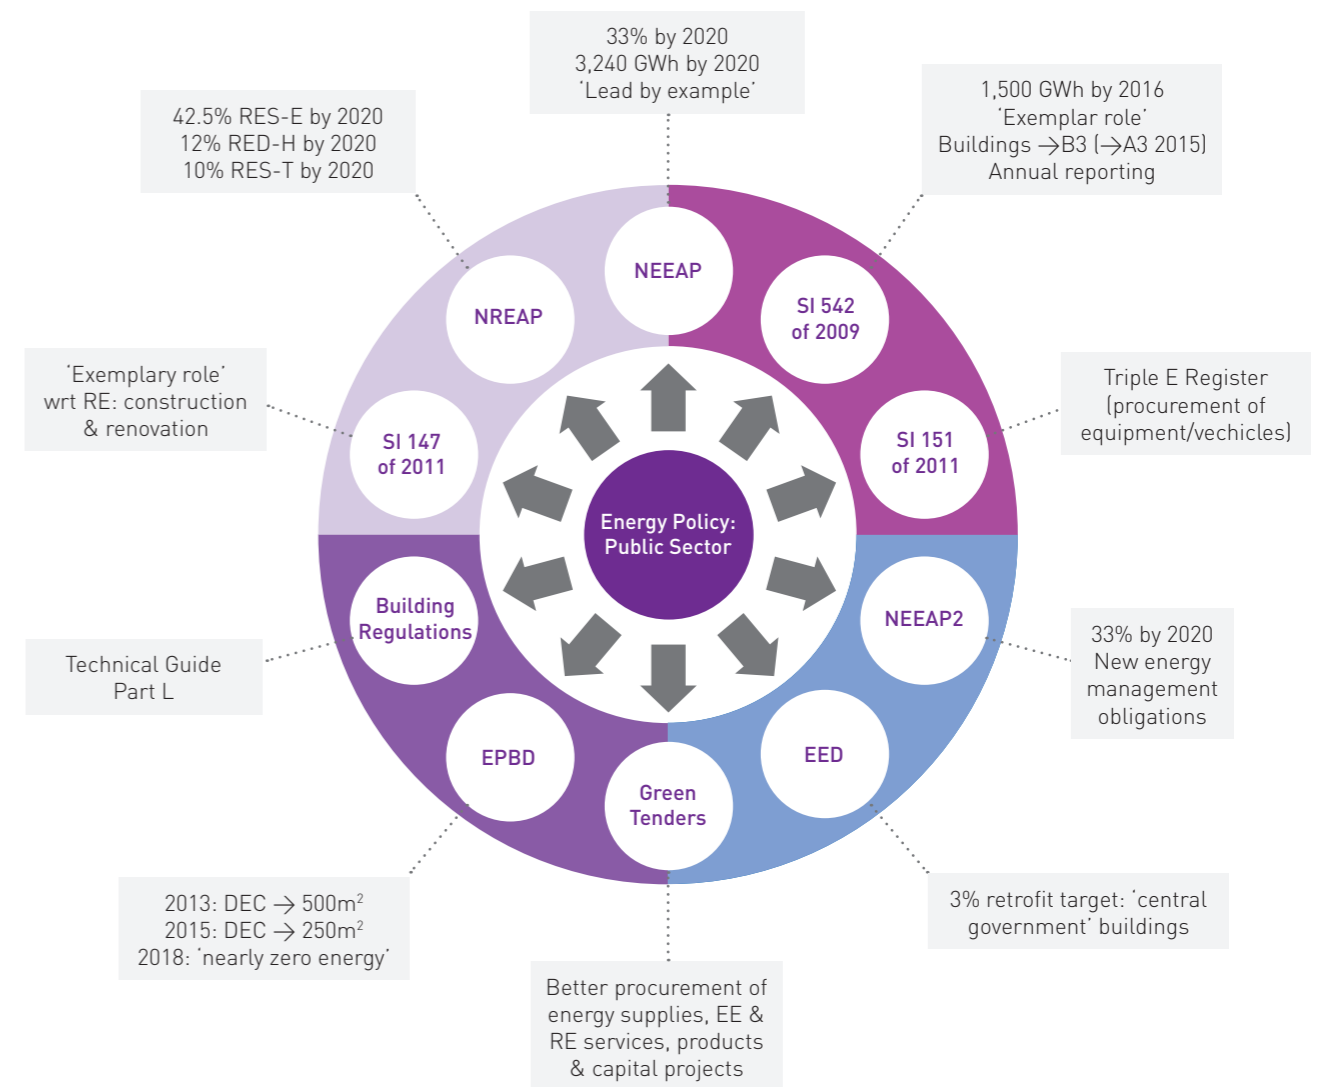 33% by 2020
3,240 GWh by 2020
‘Lead by example’
1,500 GWh by 2016
‘Exemplar role’
Buildings →B3 (→A3 2015)
Annual reporting
42.5% RES-E by 2020
12% RED-H by 2020
10% RES-T by 2020
NEEAP
NREAP
SI 542
of 2009
‘Exemplary role’
wrt RE: construction
& renovation
Triple E Register
(procurement of
equipment/vechicles)
SI 147
of 2011
SI 151
of 2011
Energy Policy:
Public Sector
Building
Regulations
NEEAP2
Technical Guide
Part L
33% by 2020
New energy
management
obligations
EPBD
EED
Green
Tenders
2013: DEC → 500m²
2015: DEC → 250m²
2018: ‘nearly zero energy’
3% retrofit target: ‘central
government’ buildings
Better procurement of
energy supplies, EE &
RE services, products
& capital projects